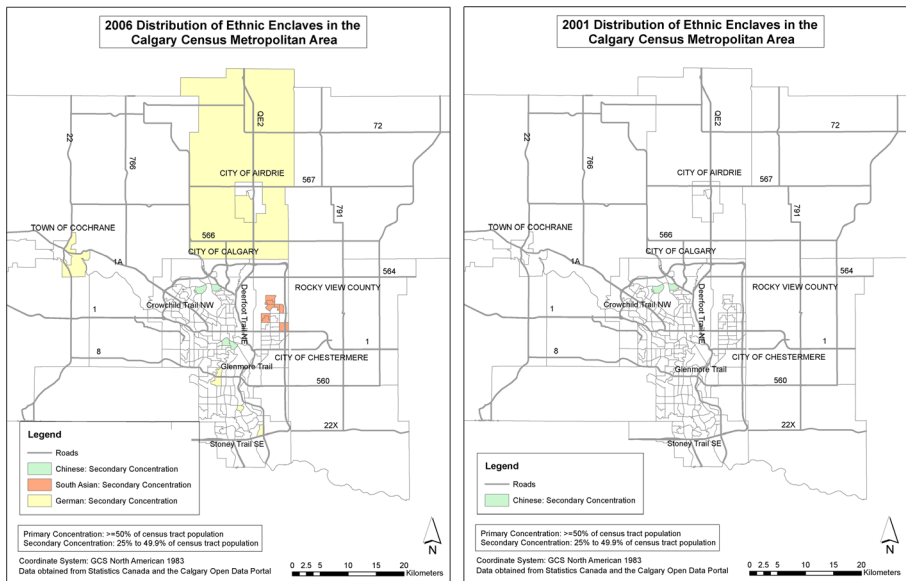 2006 Distribution of Ethnic Enclaves in the
Calgary Census Metropolitan Area
22
766
QE2
72
CITY OF AIRDRIE
567
791
TOWN OF COCHRANE
566
CITY OF CALGARY
1A
564
ROCKY VIEW COUNTY
Crowchild Trail NW
Deerfoot Trail NE
1
1
8
CITY OF CHESTERMERE
Glenmore Trail
560
22X
Stoney Trail SE
Legend
Roads
Chinese: Secondary Concentration
South Asian: Secondary Concentration
German: Secondary Concentration
Primary Concentration: >=50% of census tract population
Secondary Concentration: 25% to 49.9% of census tract population
Coordinate System: GCS North American 1983
Data obtained from Statistics Canada and the Calgary Open Data Portal
N
0 2.5 5 10 15 20
Kilometers
2001 Distribution of Ethnic Enclaves in the
Calgary Census Metropolitan Area
22
766
QE2
72
CITY OF AIRDRIE
567
791
TOWN OF COCHRANE
566
CITY OF CALGARY
1A
564
ROCKY VIEW COUNTY
Crowchild Trail NW
Deerfoot Trail NE
1
1
8
CITY OF CHESTERMERE
Glenmore Trail
560
22X
Stoney Trail SE
Legend
Roads
Chinese: Secondary Concentration
Primary Concentration: >=50% of census tract population
Secondary Concentration: 25% to 49.9% of census tract population
Coordinate System: GCS North American 1983
Data obtained from Statistics Canada and the Calgary Open Data Portal
N
0 2.5 5 10 15 20
Kilometers